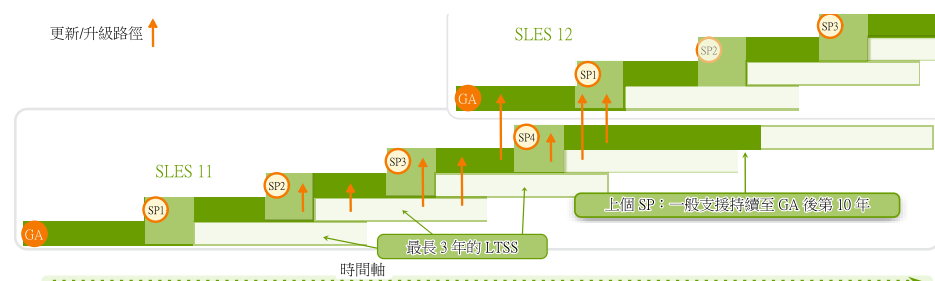 更新/升級路徑
SLES 12
SP3
SP2
SP1
GA
SP4
SP3
SLES 11
SP2
SP1
GA
上個 SP：一般支援持續至 GA 後第 10 年
最長 3 年的 LTSS
時間軸